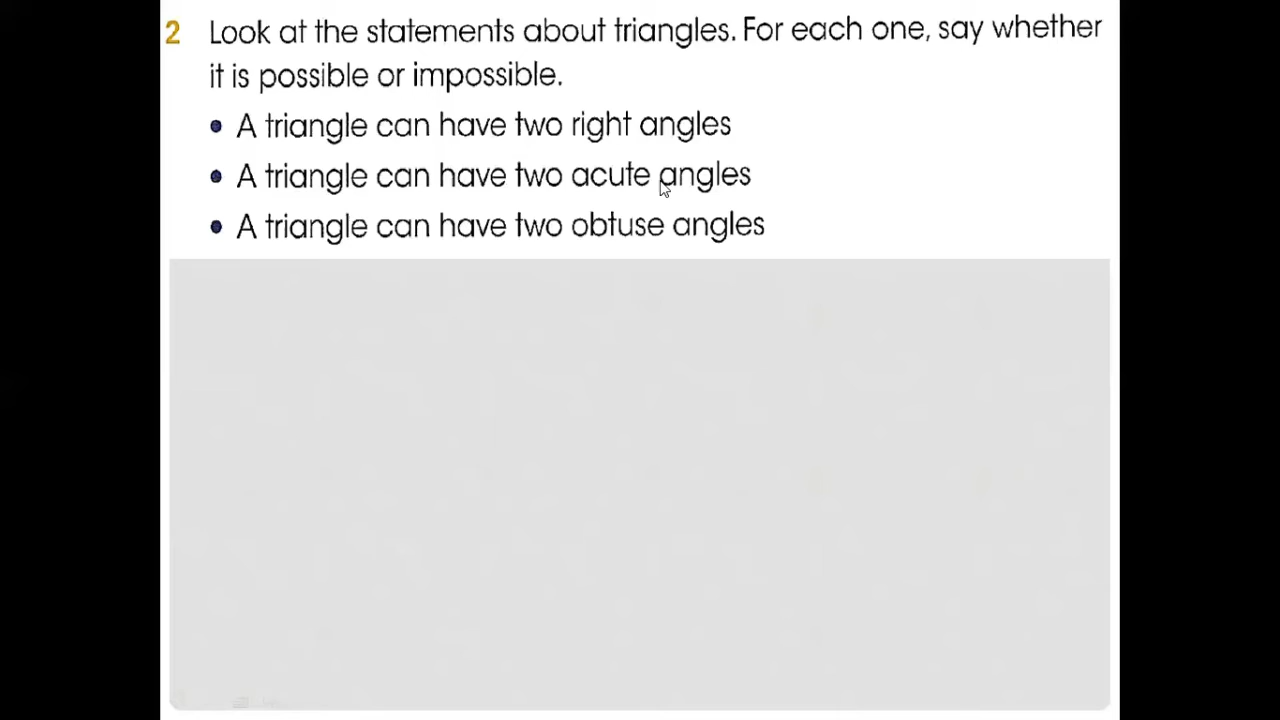 2 Look at the statements about triangles. For each one, say whether
it is possible or impossible.
• A triangle can have two right angles
• A triangle can have two acute angles
• A triangle can have two obtuse angles